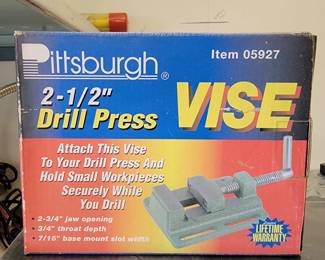 Pittsburgh®
Item 05927
2-1/2"
Drill Press
VISE
Attach This Vise
To Your Drill Press And
Hold Small Workpieces
Securely While
You Drill
• 2-3/4" jaw opening
• 3/4" throat depth
• 7/16" base mount slot width
LIFETIME
WARRANTY